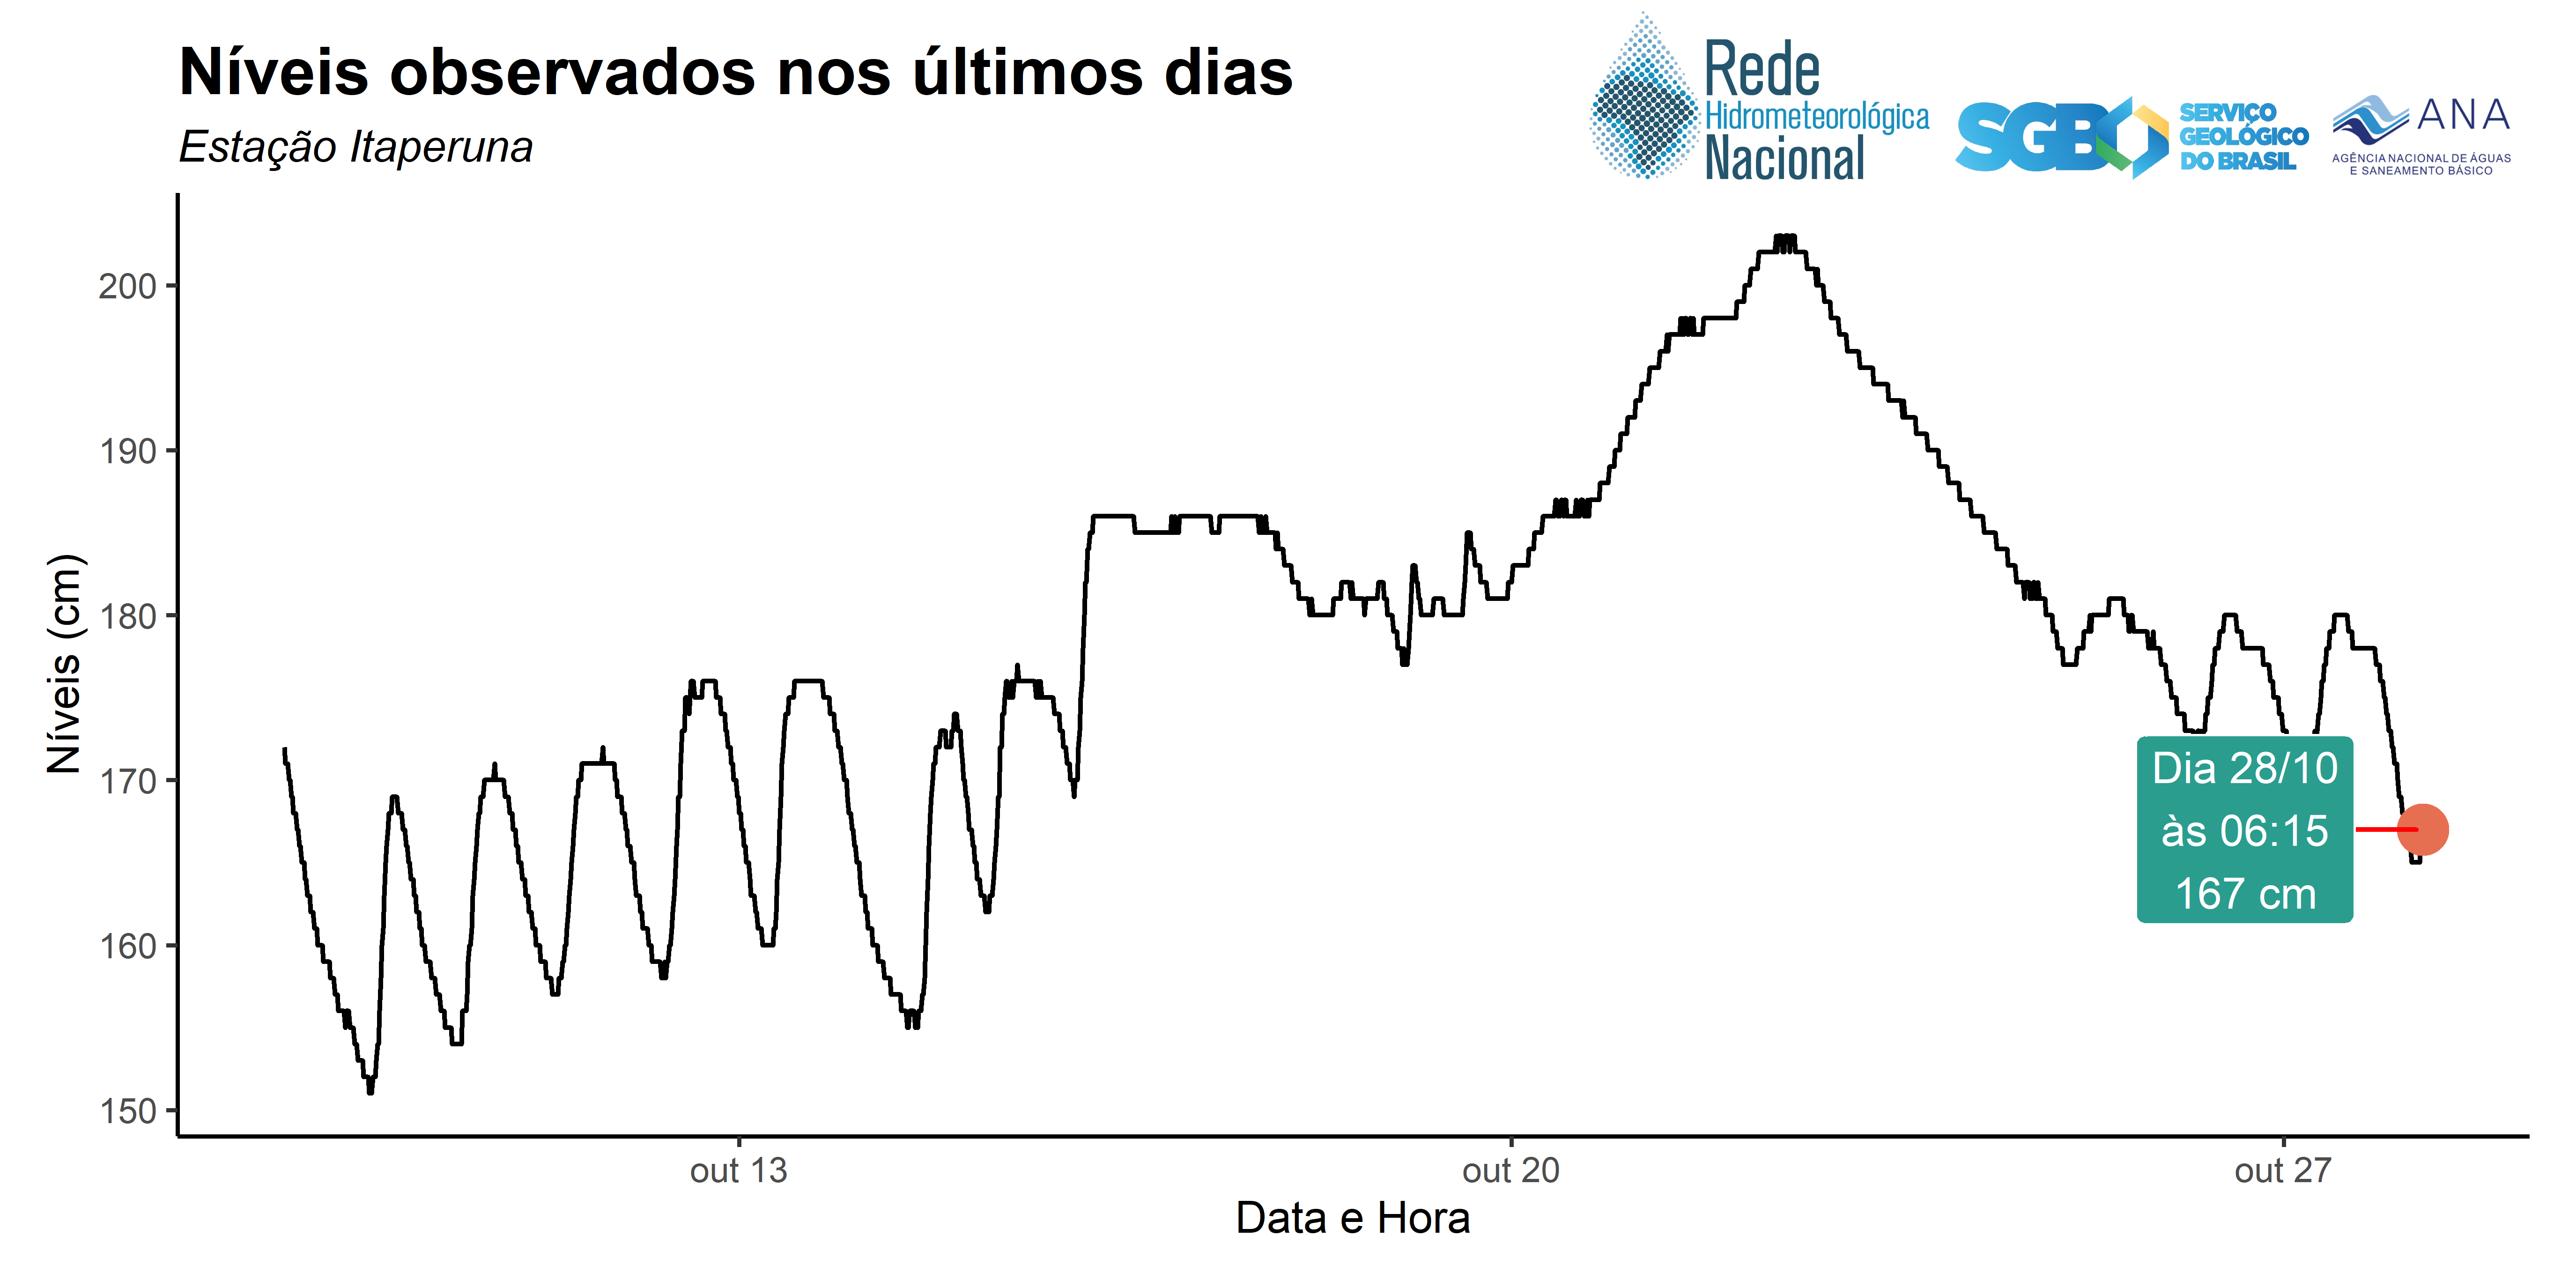 Níveis observados nos últimos dias
Estação Itaperuna
Rede
Hidrometeorológica
Nacional
SGB
SERVIÇO
GEOLÓGICO
DO BRASIL
ANA
AGÊNCIA NACIONAL DE ÁGUAS
E SANEAMENTO BÁSICO
Níveis (cm)
200
190
180
170
160
150
Dia 28/10
às 06:15
167 cm
out 13
out 20
out 27
Data e Hora